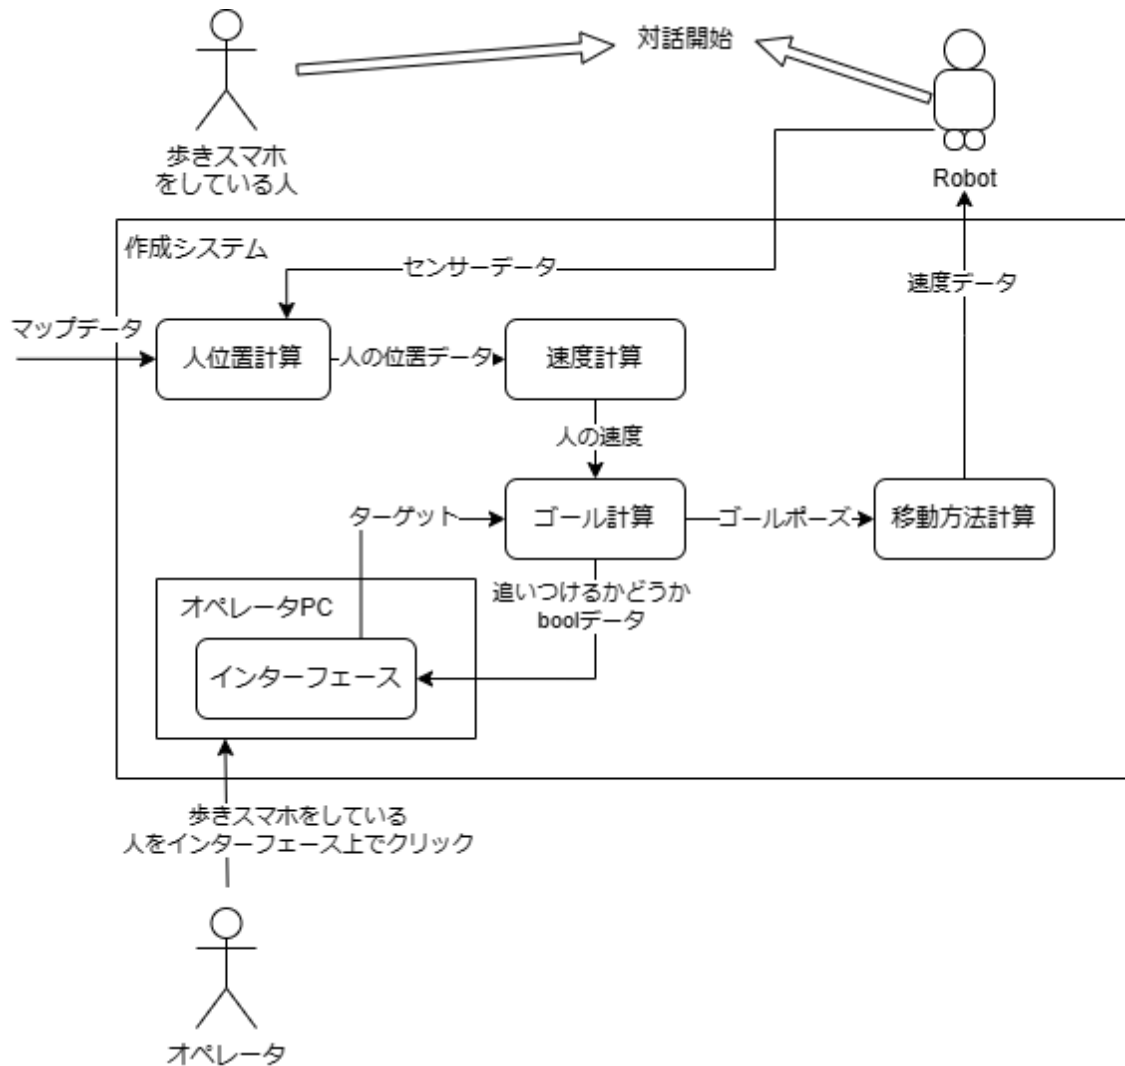 対話開始
歩きスマホ
をしている人
Robot
作成システム
センサーデータ
速度データ
マップデータ
人位置計算
人の位置データ
速度計算
人の速度
ターゲット
ゴール計算
ゴールポーズ
移動方法計算
追いつけるかどうか
boolデータ
オペレータPC
インターフェース
歩きスマホをしている
人をインターフェース上でクリック
オペレータ